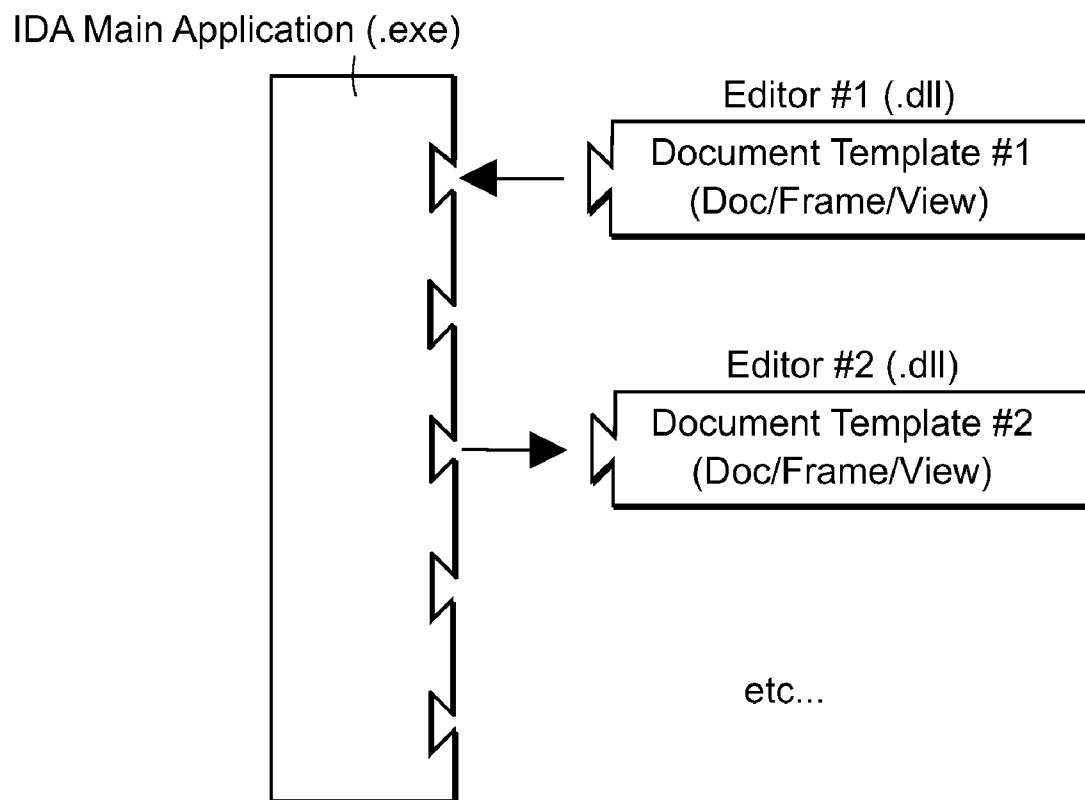 IDA Main Application (.exe)
Editor #1 (.dll)
Document Template #1
(Doc/Frame/View)
Editor #2 (.dll)
Document Template #2
(Doc/Frame/View)
etc...